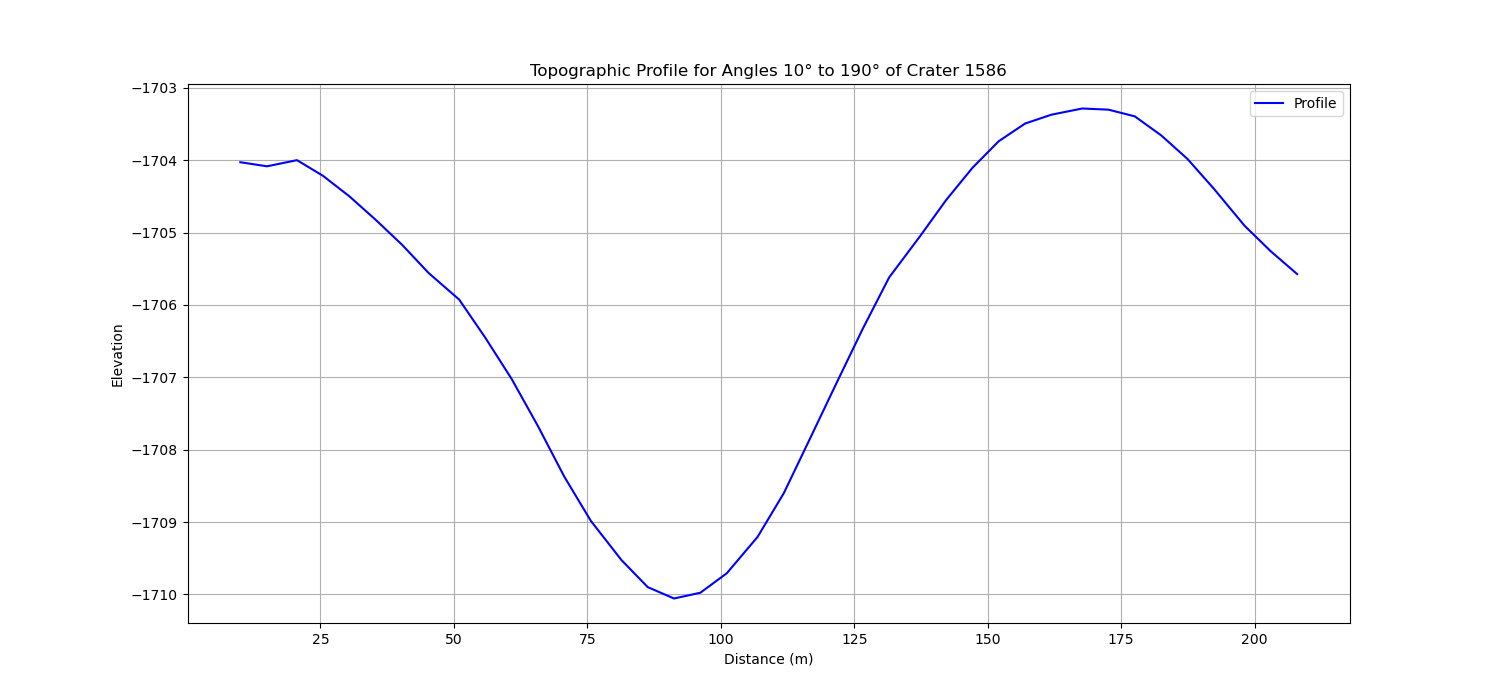 Topographic Profile for Angles 10° to 190° of Crater 1586
Profile
−1703
−1704
−1705
−1706
−1707
−1708
−1709
−1710
Elevation
25 50 75 100 125 150 175 200
Distance (m)